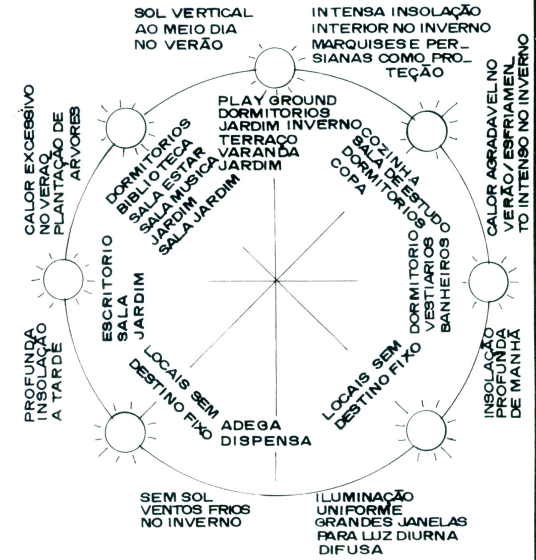 SOL VERTICAL
AO MEIO DIA
NO VERÃO
INTENSA INSOLAÇÃO
INTERIOR NO INVERNO
MARQUISES E PER_
SIANAS COMO PRO_
TEÇÃO
CALOR EXCESSIVO
NO VERAÇ
PLANTAÇÃO DE
ARVORES
DORMITORIOS
BIBLIOTECA
SALA ESTAR
SALA MUSICA
JARDIM
SALA JARDIM
PLAY GROUND
DORMITORIOS
JARDIM INVERNO
TERRAÇO
VARANDA
JARDIM
COZINHA
SALA DE ESTUDO
DORMITORIOS
COPA
CALOR AGRADAVEL NO
VERÃO / ESFRIAMEN_
TO INTENSO NO INVERNO
ESCRITORIO
SALA
JARDIM
DORMITORIO
VESTIARIOS
BANHEIROS
PROFUNDA
INSOLAÇÃO
A TARDE
LOCAIS SEM
DESTINO FIXO
ADEGA
DISPENSA
LOCAIS SEM
DESTINO FIXO
INSOLAÇÃO
PROFUNDA
DE MANHÃ
SEM SOL
VENTOS FRIOS
NO INVERNO
ILUMINAÇÃO
UNIFORME
GRANDES JANELAS
PARA LUZ DIURNA
DIFUSA